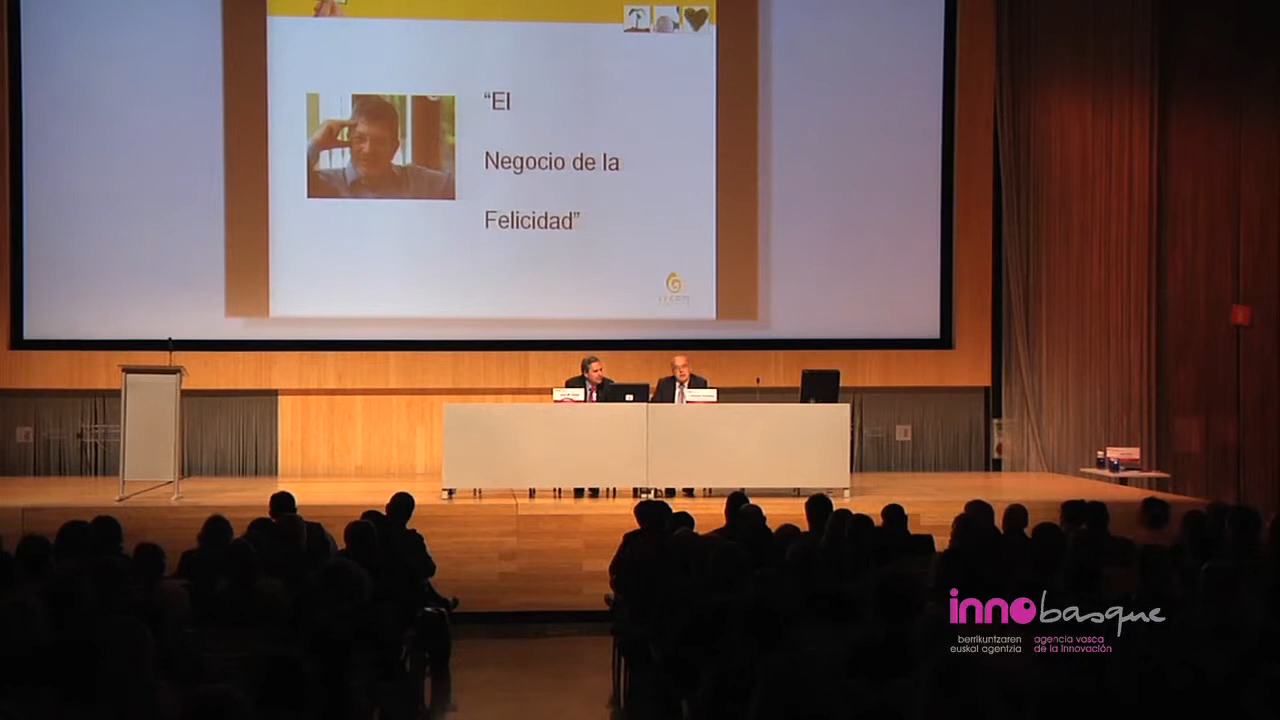 “El
Negocio de la
Felicidad”
innobasque
berrikuntzaren
euskal agentzia
agencia vasca
de la innovación